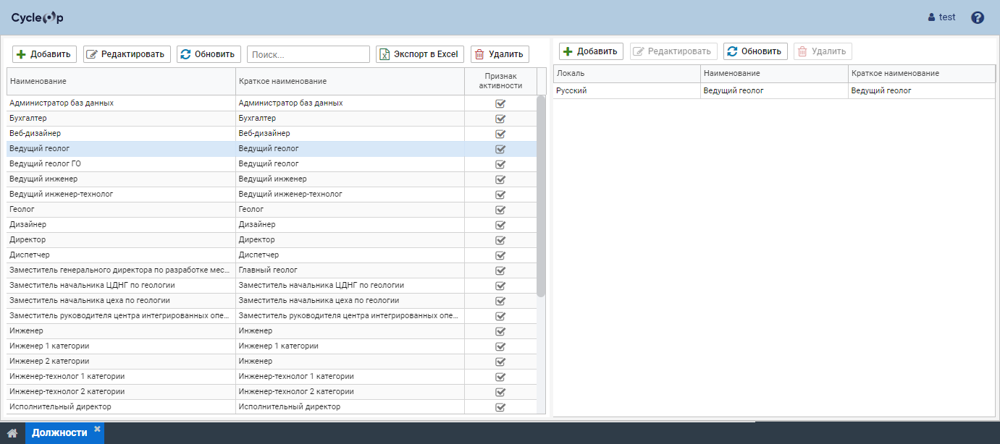 CycleOp
test
Добавить Редактировать Обновить Поиск... Экспорт в Excel Удалить
Наименование Краткое наименование Признак активности
Администратор баз данных Администратор баз данных
Бухгалтер Бухгалтер
Веб-дизайнер Веб-дизайнер
Ведущий геолог Ведущий геолог
Ведущий геолог ГО Ведущий геолог
Ведущий инженер Ведущий инженер
Ведущий инженер-технолог Ведущий инженер-технолог
Геолог Геолог
Дизайнер Дизайнер
Директор Директор
Диспетчер Диспетчер
Заместитель генерального директора по разработке мес... Главный геолог
Заместитель начальника ЦДНГ по геологии Заместитель начальника ЦДНГ по геологии
Заместитель начальника цеха по геологии Заместитель начальника цеха по геологии
Заместитель руководителя центра интегрированных опе... Заместитель руководителя центра интегрированных опе...
Инженер Инженер
Инженер 1 категории Инженер 1 категории
Инженер 2 категории Инженер
Инженер-технолог 1 категории Инженер-технолог 1 категории
Инженер-технолог 2 категории Инженер-технолог 2 категории
Исполнительный директор Исполнительный директор
Добавить Редактировать Обновить Удалить
Локаль Наименование Краткое наименование
Русский Ведущий геолог Ведущий геолог
Должности